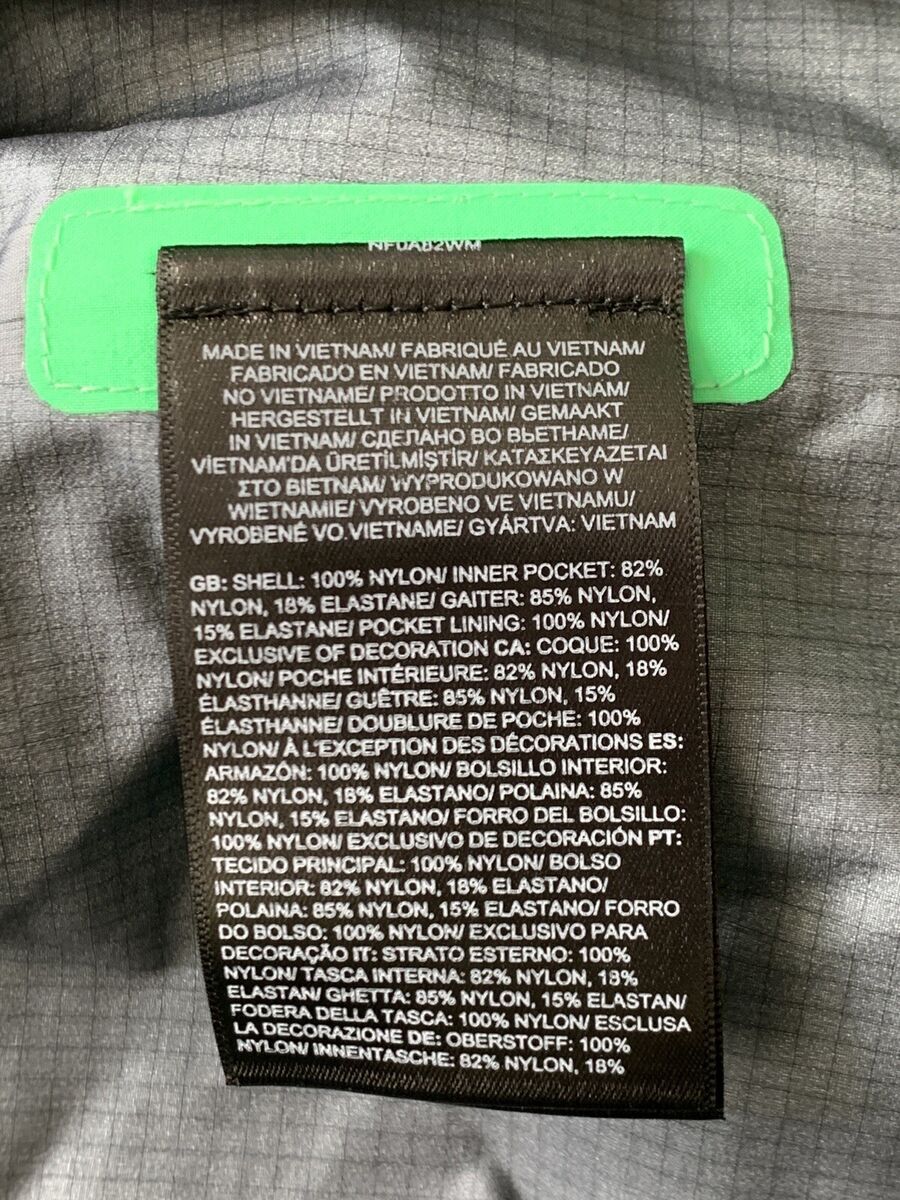 NF0A82WM
MADE IN VIETNAM/ FABRIQUÉ AU VIETNAM/
FABRICADO EN VIETNAM/ FABRICADO
NO VIETNAME/ PRODOTTO IN VIETNAM/
HERGESTELLT IN VIETNAM/ GEMAAKT
IN VIETNAM/ СДЕЛАНО ВО ВЬЕТНАМЕ/
VİETNAM'DA ÜRETİLMİŞTİR/ ΚΑΤΑΣΚΕΥΑΖΕΤΑΙ
ΣΤΟ ΒΙΕΤΝΑΜ/ WYPRODUKOWANO W
WIETNAMIE/ VYROBENO VE VIETNAMU/
VYROBENÉ VO VIETNAME/ GYÁRTVA: VIETNAM
GB: SHELL: 100% NYLON/ INNER POCKET: 82%
NYLON, 18% ELASTANE/ GAITER: 85% NYLON,
15% ELASTANE/ POCKET LINING: 100% NYLON/
EXCLUSIVE OF DECORATION CA: COQUE: 100%
NYLON/ POCHE INTÉRIEURE: 82% NYLON, 18%
ÉLASTHANNE/ GUÊTRE: 85% NYLON, 15%
ÉLASTHANNE/ DOUBLURE DE POCHE: 100%
NYLON/ À L'EXCEPTION DES DÉCORATIONS ES:
ARMAZÓN: 100% NYLON/ BOLSILLO INTERIOR:
82% NYLON, 18% ELASTANO/ POLAINA: 85%
NYLON, 15% ELASTANO/ FORRO DEL BOLSILLO:
100% NYLON/ EXCLUSIVO DE DECORACIÓN PT:
TECIDO PRINCIPAL: 100% NYLON/ BOLSO
INTERIOR: 82% NYLON, 18% ELASTANO/
POLAINA: 85% NYLON, 15% ELASTANO/ FORRO
DO BOLSO: 100% NYLON/ EXCLUSIVO PARA
DECORAÇÃO IT: STRATO ESTERNO: 100%
NYLON/ TASCA INTERNA: 82% NYLON, 18%
ELASTAN/ GHETTA: 85% NYLON, 15% ELASTAN/
FODERA DELLA TASCA: 100% NYLON/ ESCLUSA
LA DECORAZIONE DE: OBERSTOFF: 100%
NYLON/ INNENTASCHE: 82% NYLON, 18%